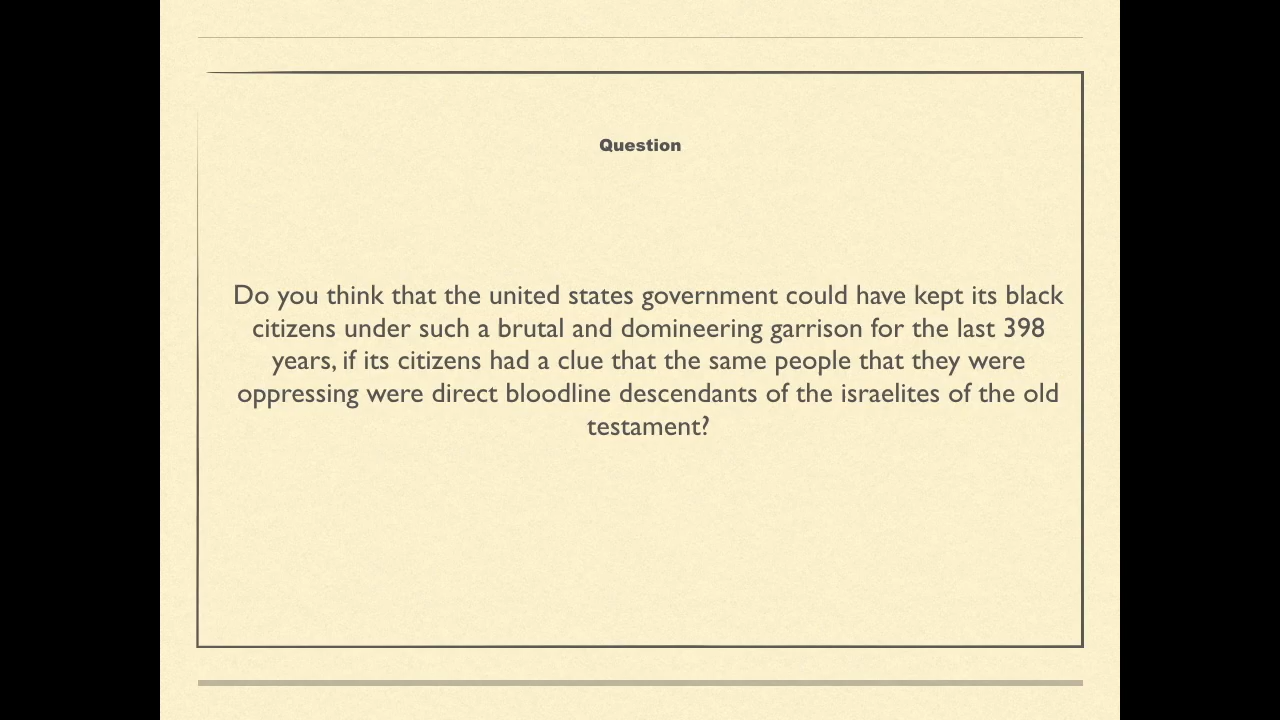 Question
Do you think that the united states government could have kept its black
citizens under such a brutal and domineering garrison for the last 398
years, if its citizens had a clue that the same people that they were
oppressing were direct bloodline descendants of the israelites of the old
testament?